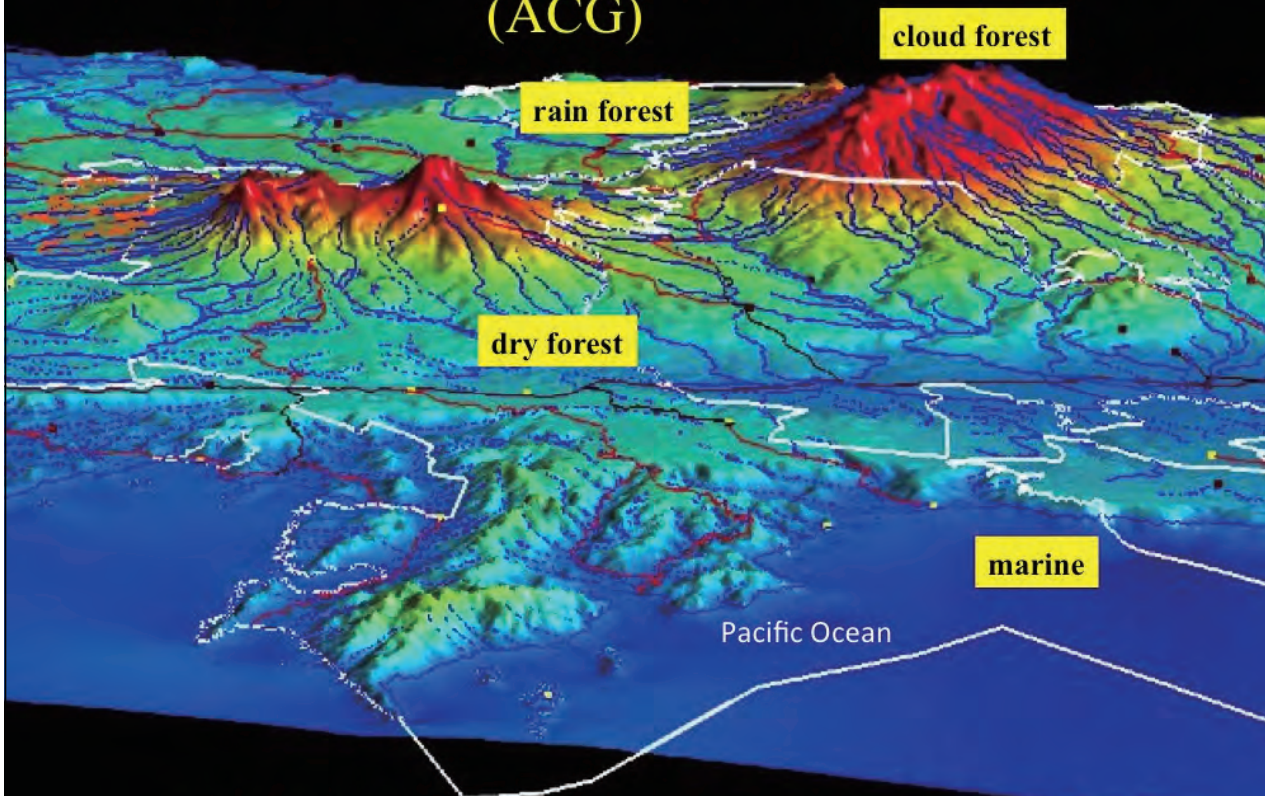 (ACG)
cloud forest
rain forest
dry forest
marine
Pacific Ocean